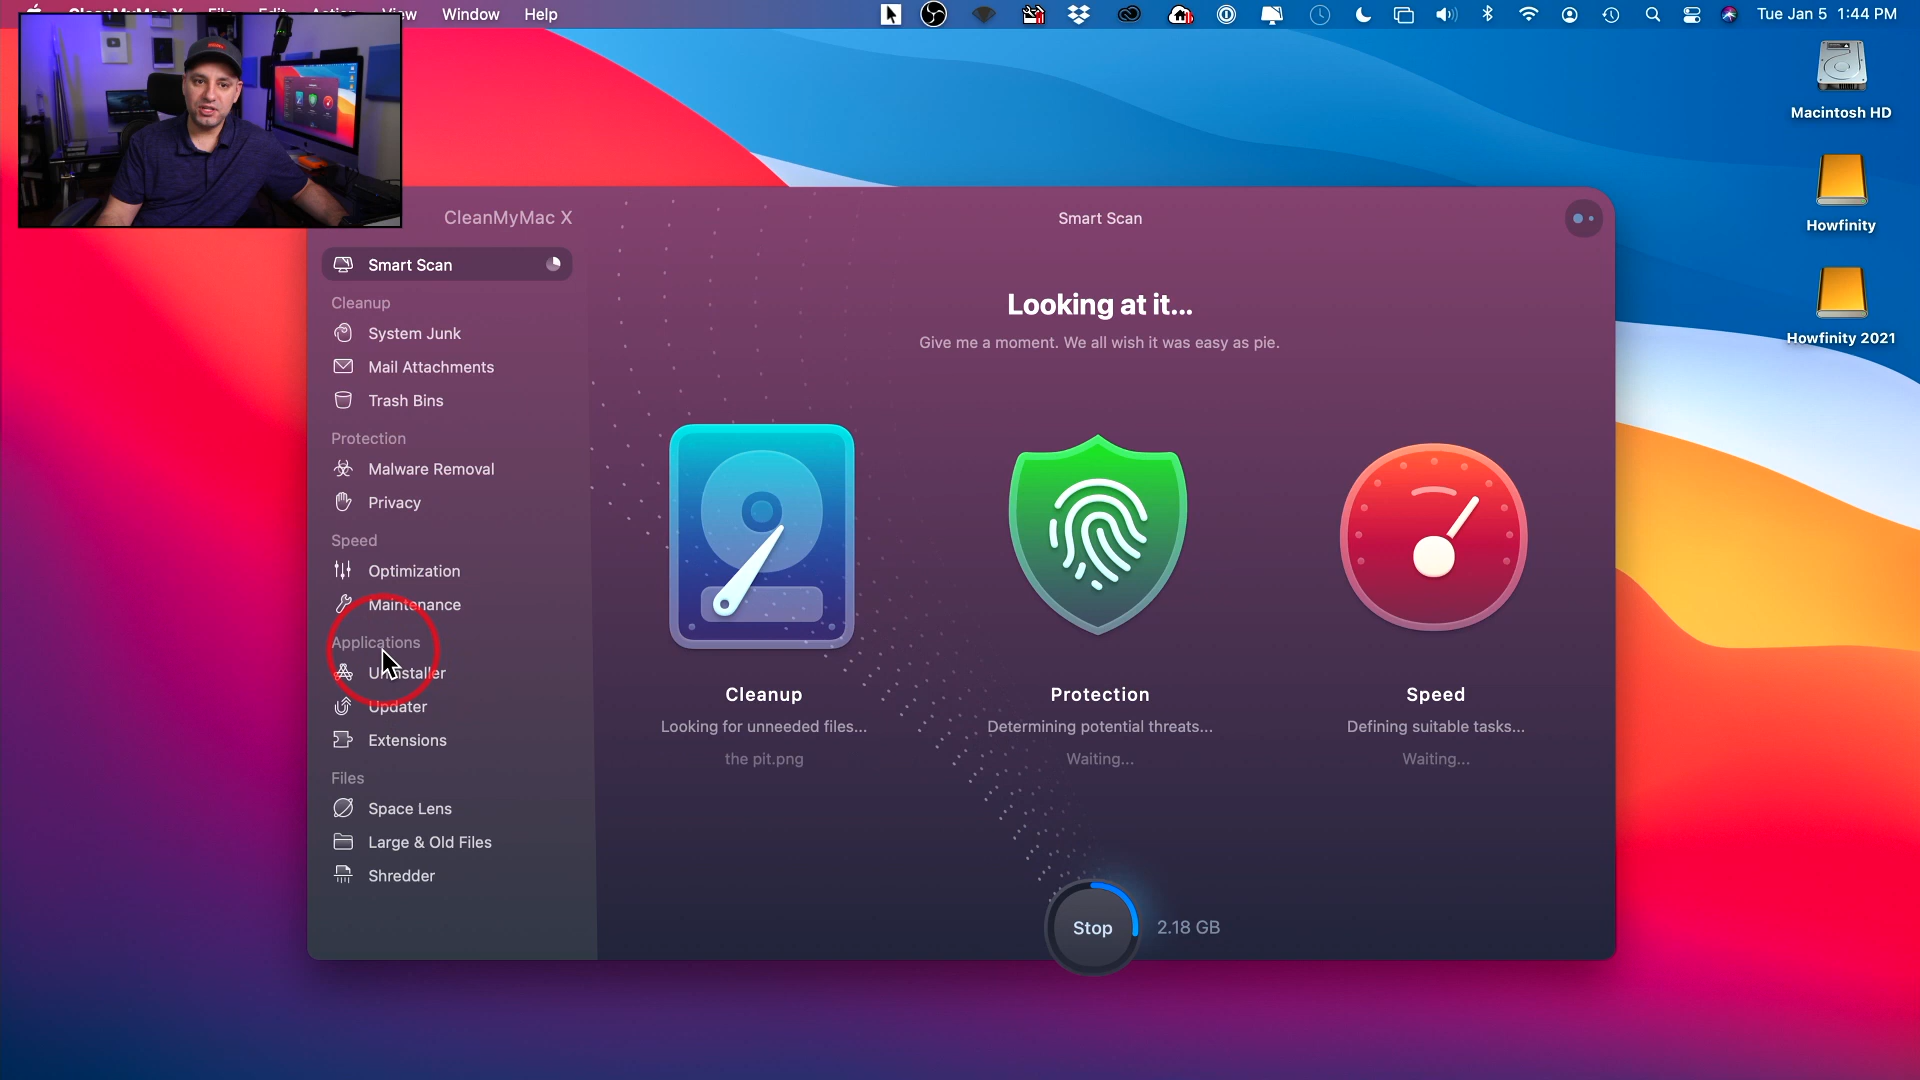 View Window Help
Tue Jan 5 1:44 PM
Macintosh HD
Howfinity
Howfinity 2021
CleanMyMac X
Smart Scan
Smart Scan
Cleanup
System Junk
Mail Attachments
Trash Bins
Protection
Malware Removal
Privacy
Speed
Optimization
Maintenance
Applications
Uninstaller
Updater
Extensions
Files
Space Lens
Large & Old Files
Shredder
Looking at it...
Give me a moment. We all wish it was easy as pie.
Cleanup
Looking for unneeded files...
the pit.png
Protection
Determining potential threats...
Waiting...
Speed
Defining suitable tasks...
Waiting...
Stop
2.18 GB